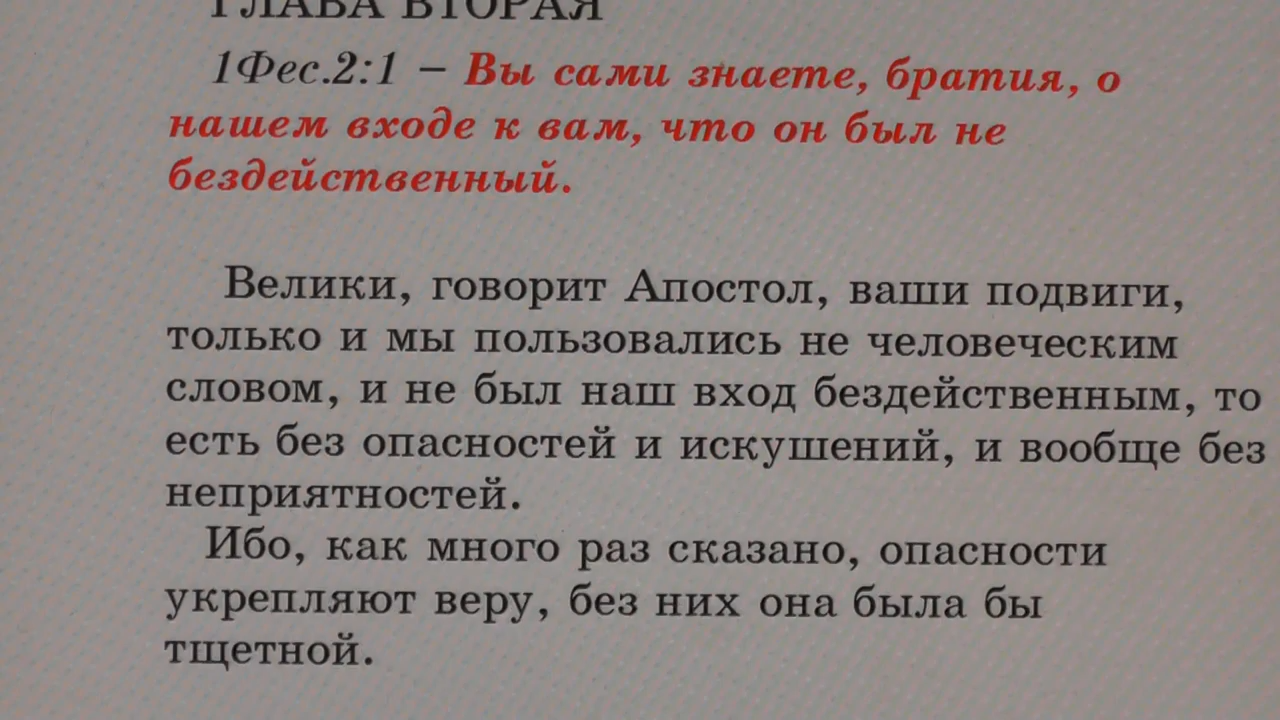 ГЛАВА ВТОРАЯ
1Фес.2:1 – Вы сами знаете, братия, о
нашем входе к вам, что он был не
бездейственный.
Велики, говорит Апостол, ваши подвиги,
только и мы пользовались не человеческим
словом, и не был наш вход бездейственным, то
есть без опасностей и искушений, и вообще без
неприятностей.
Ибо, как много раз сказано, опасности
укрепляют веру, без них она была бы
тщетной.